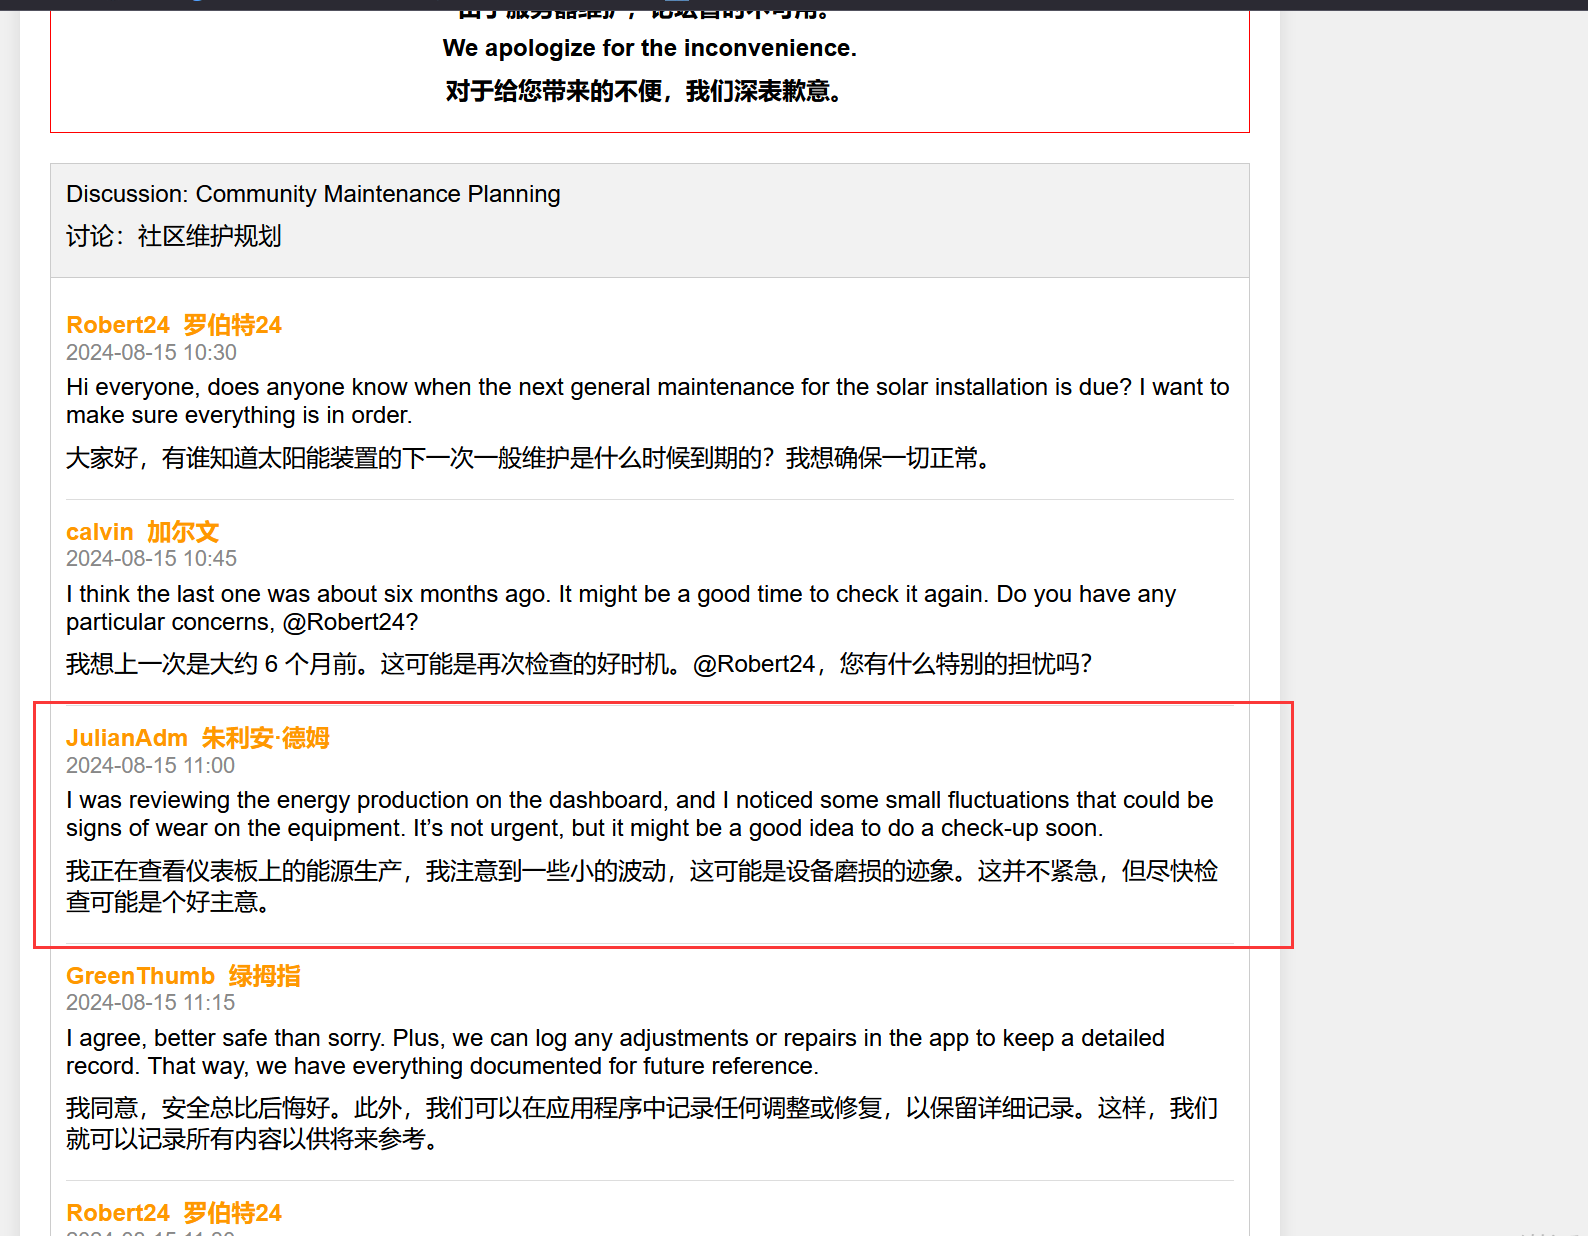 We apologize for the inconvenience.
对于给您带来的不便，我们深表歉意。
Discussion: Community Maintenance Planning
讨论：社区维护规划
Robert24 罗伯特24
2024-08-15 10:30
Hi everyone, does anyone know when the next general maintenance for the solar installation is due? I want to
make sure everything is in order.
大家好，有谁知道太阳能装置的下一次一般维护是什么时候到期的？我想确保一切正常。
calvin 加尔文
2024-08-15 10:45
I think the last one was about six months ago. It might be a good time to check it again. Do you have any
particular concerns, @Robert24?
我想上一次是大约 6 个月前。这可能是再次检查的好时机。@Robert24，您有什么特别的担忧吗？
JulianAdm 朱利安·德姆
2024-08-15 11:00
I was reviewing the energy production on the dashboard, and I noticed some small fluctuations that could be
signs of wear on the equipment. It’s not urgent, but it might be a good idea to do a check-up soon.
我正在查看仪表板上的能源生产，我注意到一些小的波动，这可能是设备磨损的迹象。这并不紧急，但尽快检
查可能是个好主意。
GreenThumb 绿拇指
2024-08-15 11:15
I agree, better safe than sorry. Plus, we can log any adjustments or repairs in the app to keep a detailed
record. That way, we have everything documented for future reference.
我同意，安全总比后悔好。此外，我们可以在应用程序中记录任何调整或修复，以保留详细记录。这样，我们
就可以记录所有内容以供将来参考。
Robert24 罗伯特24